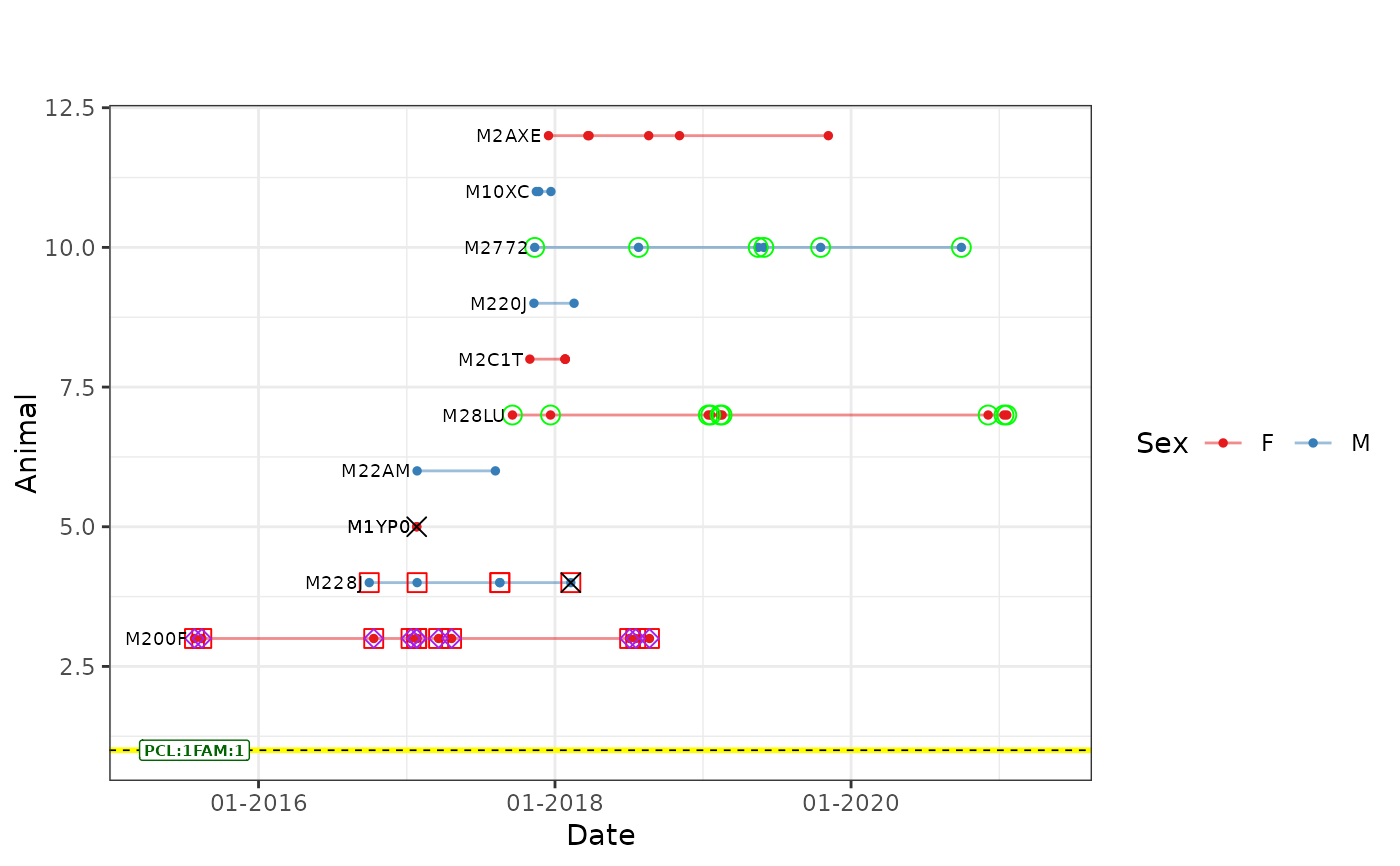 12.5
M2AXE
M10XC
10.0
M2772
M220J
M2C1T
7.5
M28LU
Animal
Sex F M
M22AM
5.0
M1YP0
M228J
M200F
2.5
PCL:1FAM:1
01-2016 01-2018 01-2020
Date